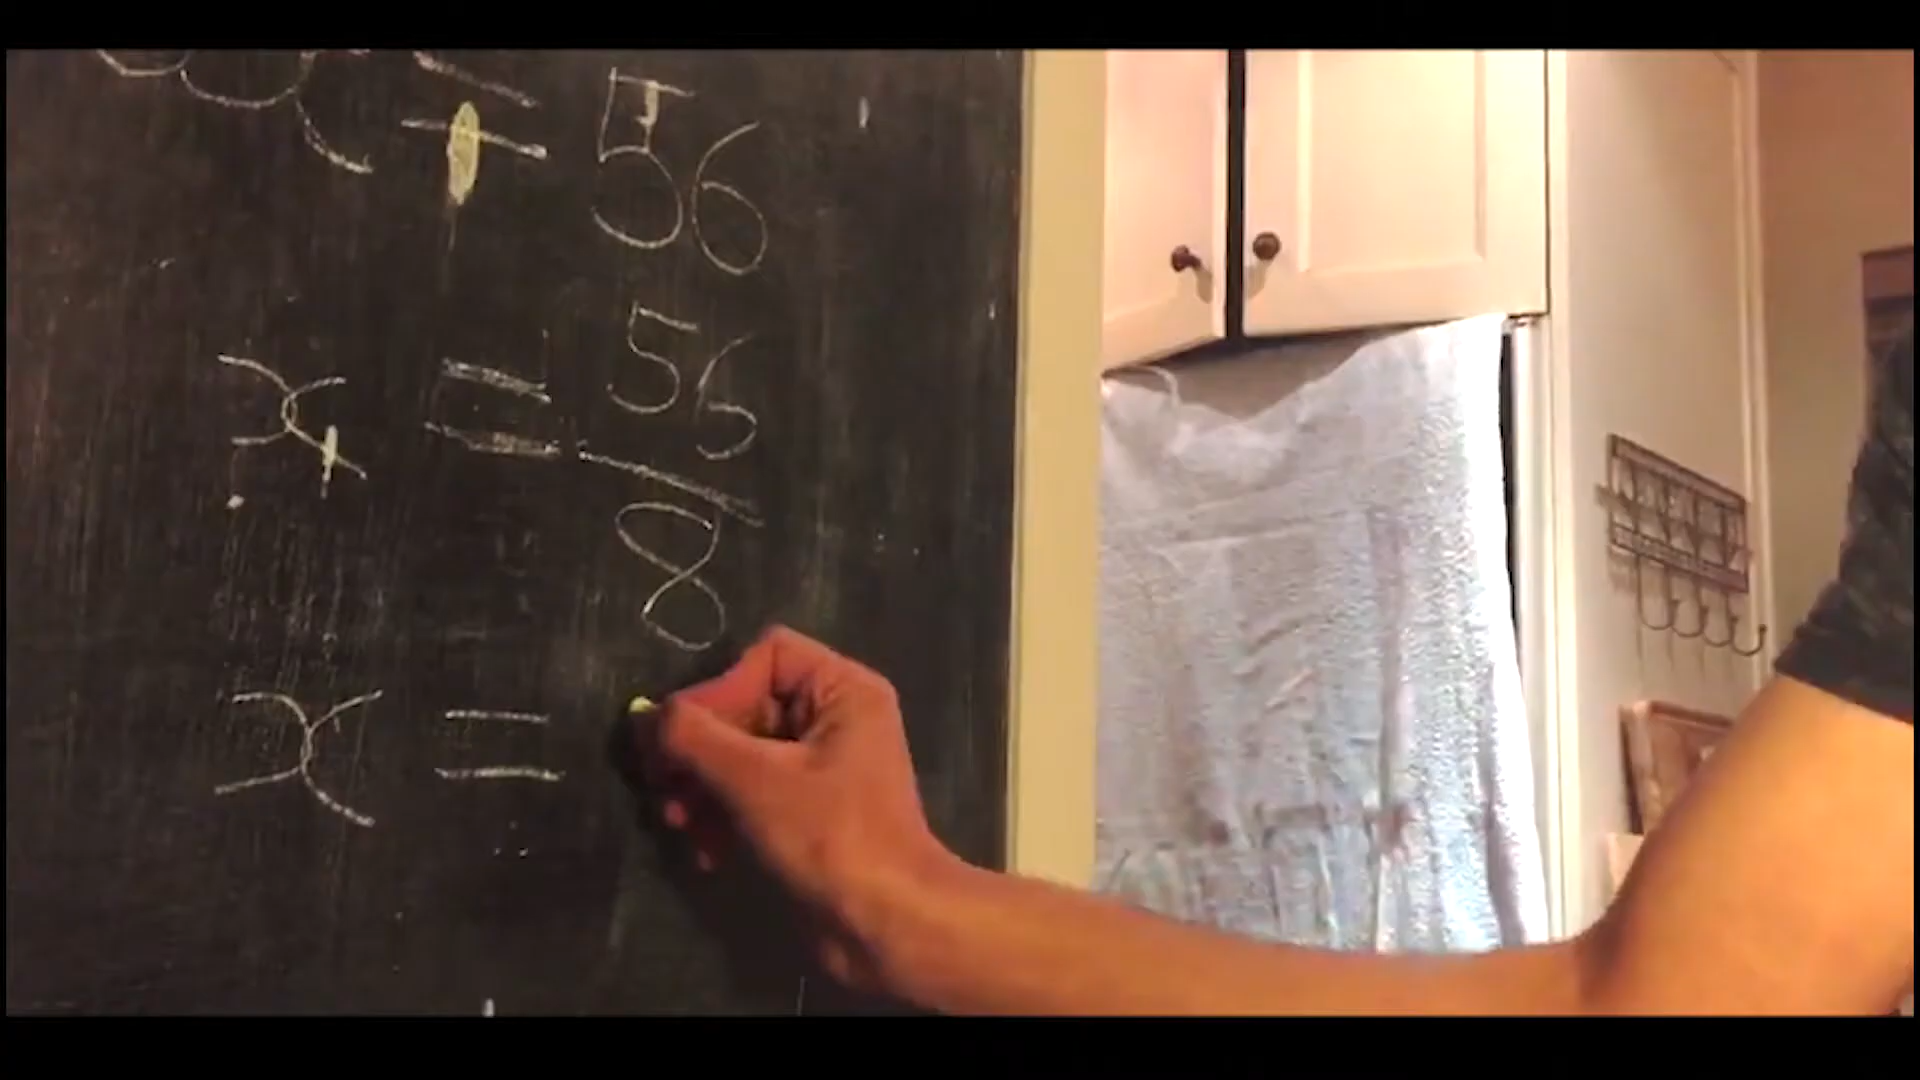 x = 56
x = 56/8
x =